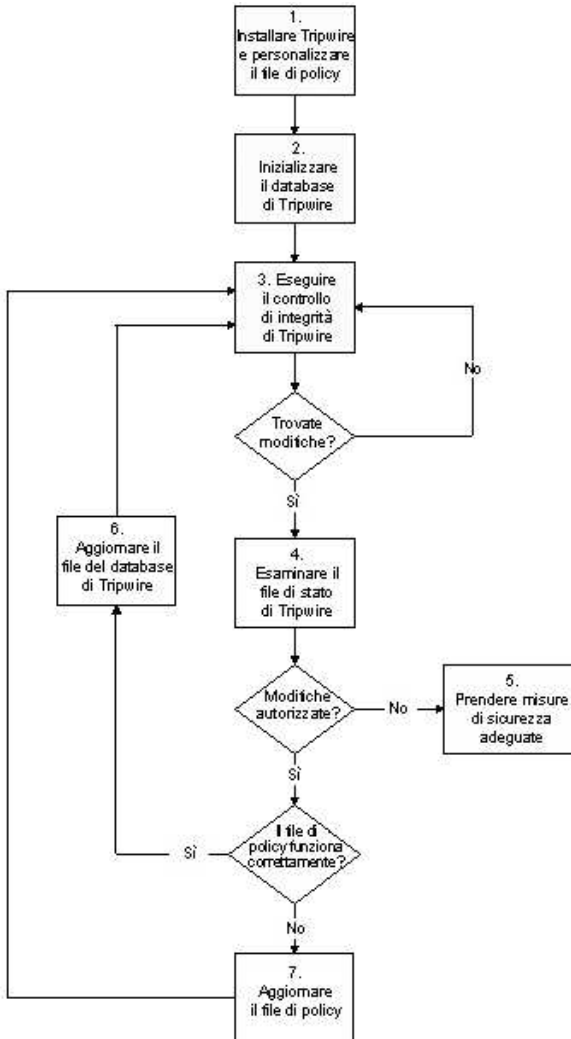 1.
Installare Tripwire
e personalizzare
il file di policy
2.
Inizializzare
il database
di Tripwire
3. Eseguire
il controllo
di integrità
di Tripwire
No
Trovate
modifiche?
Sì
6.
Aggiornare il
file del database
di Tripwire
4.
Esaminare il
file di stato
di Tripwire
Modifiche
autorizzate?
No
5.
Prendere misure
di sicurezza
adeguate
Sì
Il file di
policy funziona
correttamente?
Sì
No
7.
Aggiornare
il file di policy